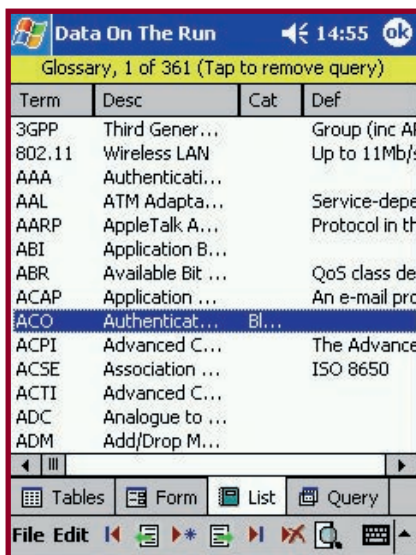 Data On The Run 14:55 ok
Glossary, 1 of 361 (Tap to remove query)
Term Desc Cat Def
3GPP Third Gener... Group (inc AR
802.11 Wireless LAN Up to 11Mb/s
AAA Authenticati...
AAL ATM Adapta... Service-depe
AARP AppleTalk A... Protocol in th
ABI Application B...
ABR Available Bit ... QoS class de
ACAP Application ... An e-mail pro
ACO Authenticat... Bl...
ACPI Advanced C... The Advance
ACSE Association ... ISO 8650
ACTI Advanced C...
ADC Analogue to ...
ADM Add/Drop M...
Tables Form List Query
File Edit